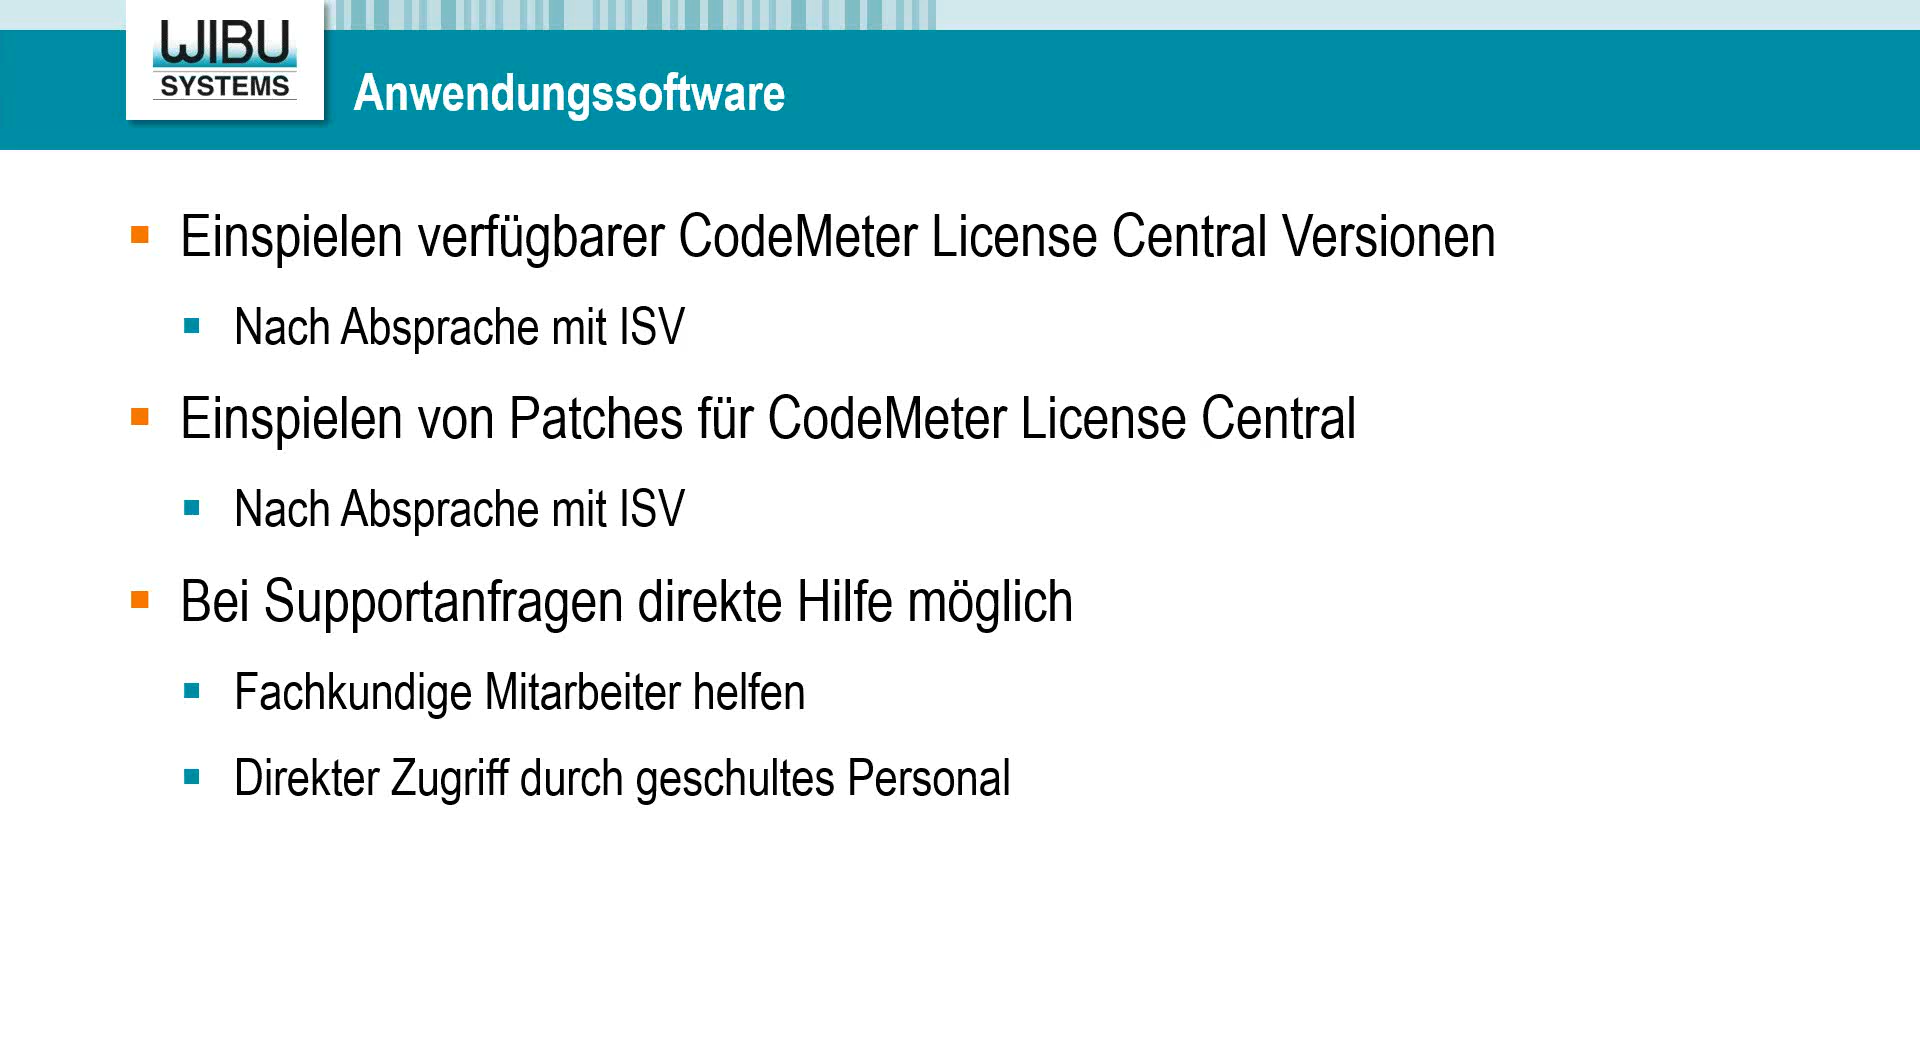 WIBU
SYSTEMS
Anwendungssoftware
Einspielen verfügbarer CodeMeter License Central Versionen
Nach Absprache mit ISV
Einspielen von Patches für CodeMeter License Central
Nach Absprache mit ISV
Bei Supportanfragen direkte Hilfe möglich
Fachkundige Mitarbeiter helfen
Direkter Zugriff durch geschultes Personal